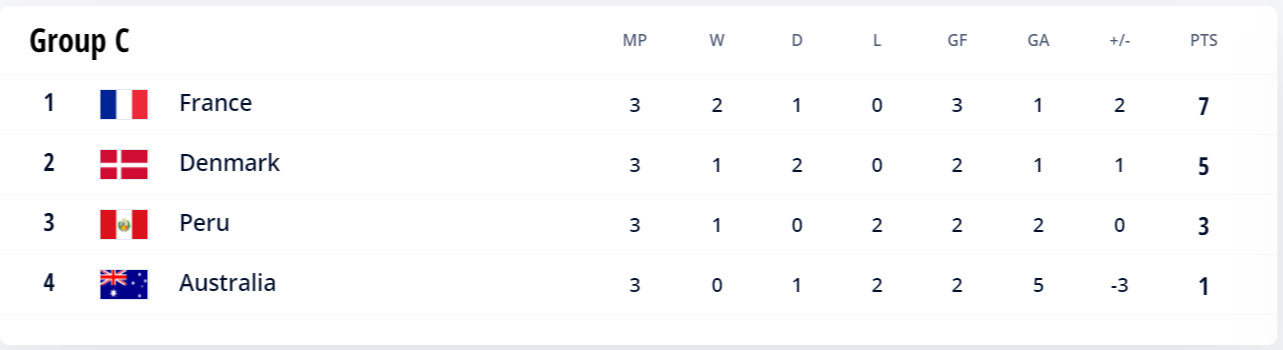 Group C MP W D L GF GA +/- PTS
1 France 3 2 1 0 3 1 2 7
2 Denmark 3 1 2 0 2 1 1 5
3 Peru 3 1 0 2 2 2 0 3
4 Australia 3 0 1 2 2 5 -3 1